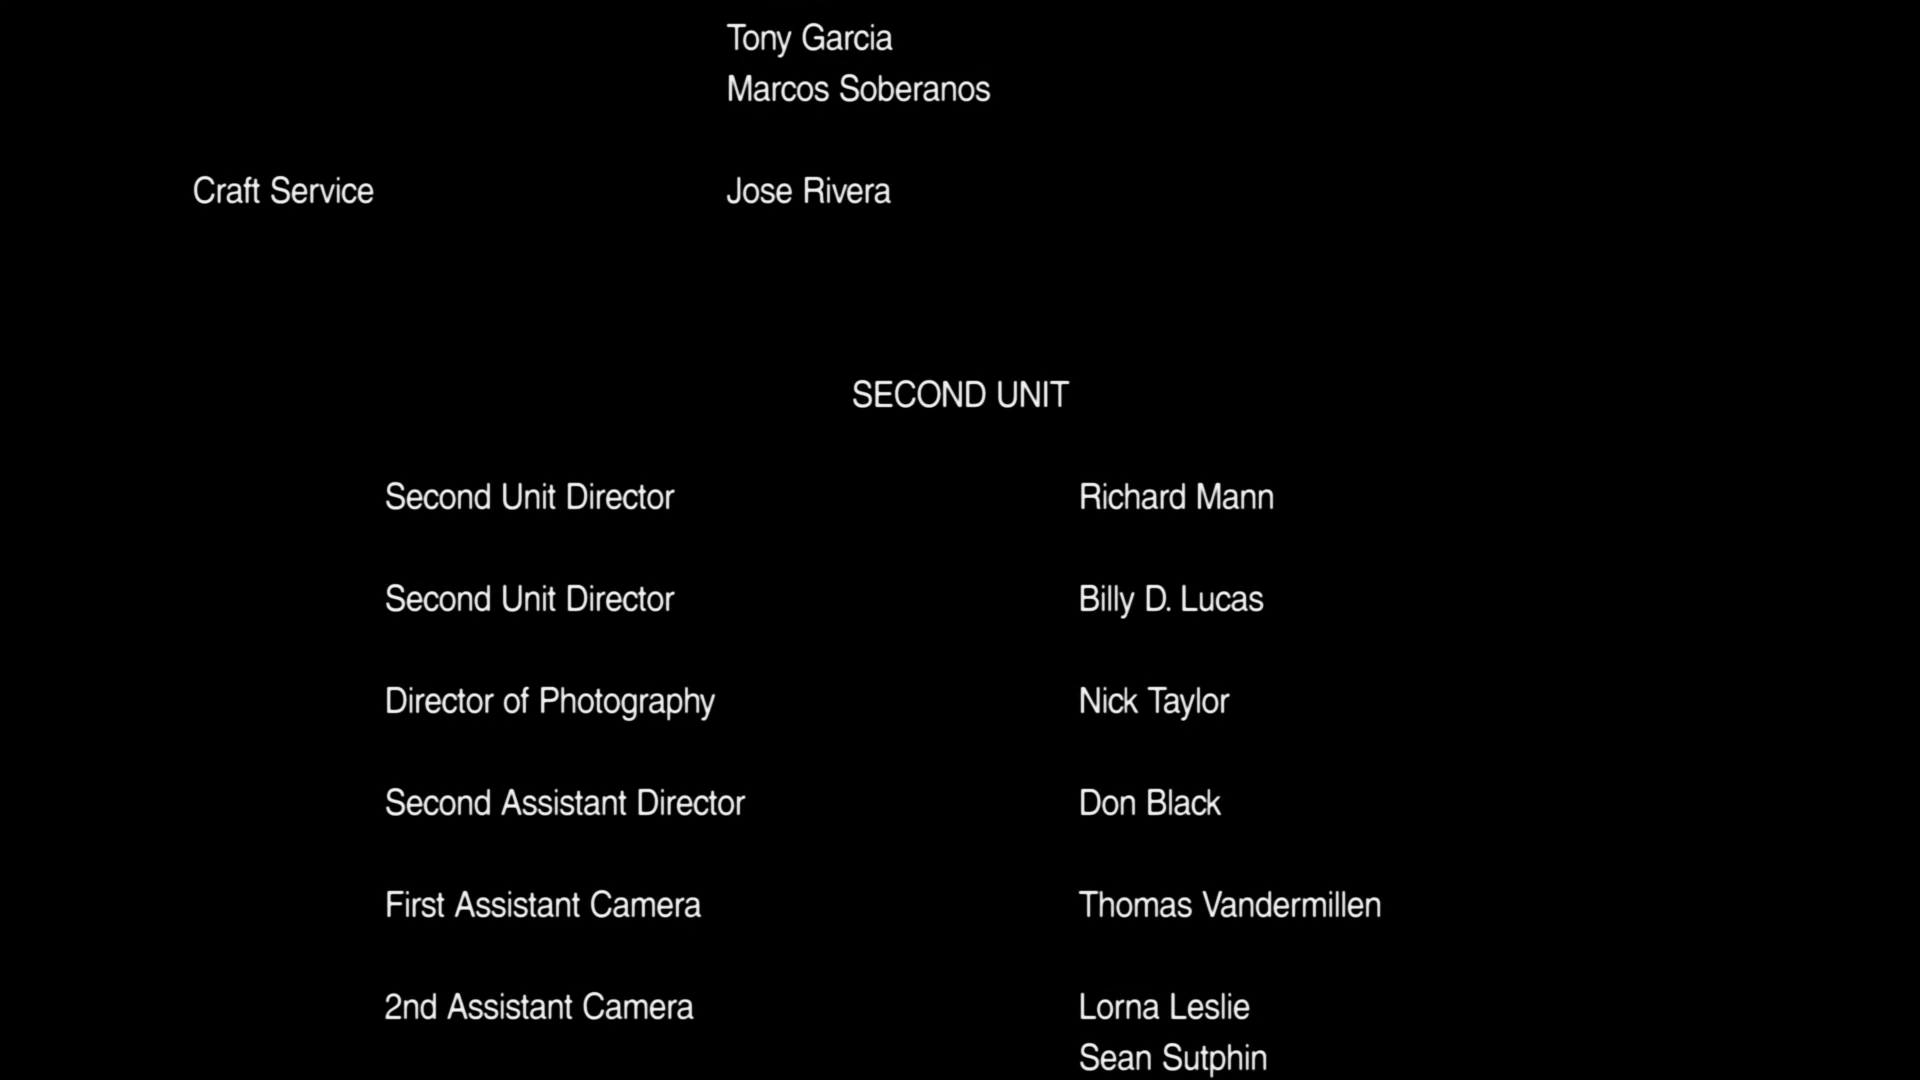 Tony Garcia
Marcos Soberanos
Craft Service Jose Rivera
SECOND UNIT
Second Unit Director Richard Mann
Second Unit Director Billy D. Lucas
Director of Photography Nick Taylor
Second Assistant Director Don Black
First Assistant Camera Thomas Vandermillen
2nd Assistant Camera Lorna Leslie
Sean Sutphin